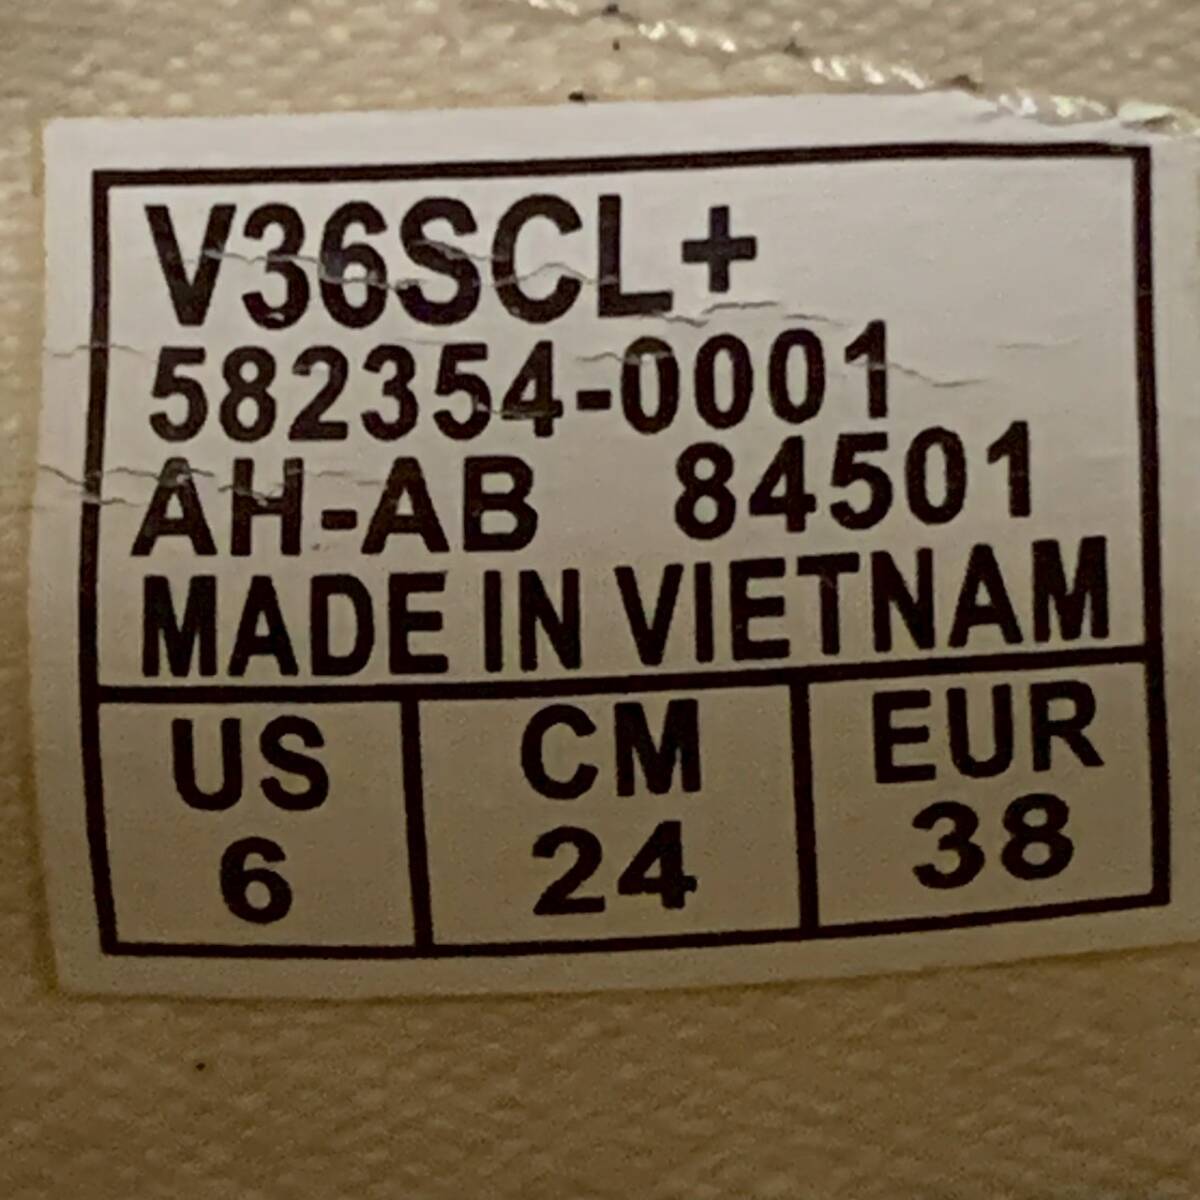 V36SCL+
582354-0001
AH-AB 84501
MADE IN VIETNAM
US CM EUR
6 24 38